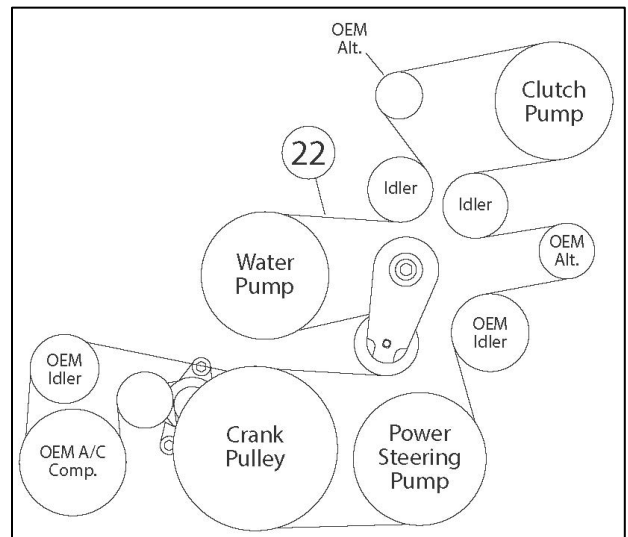 OEM
Alt.
Clutch
Pump
22
Idler
Idler
OEM
Alt.
Water
Pump
OEM
Idler
OEM
Idler
OEM A/C
Comp.
Crank
Pulley
Power
Steering
Pump